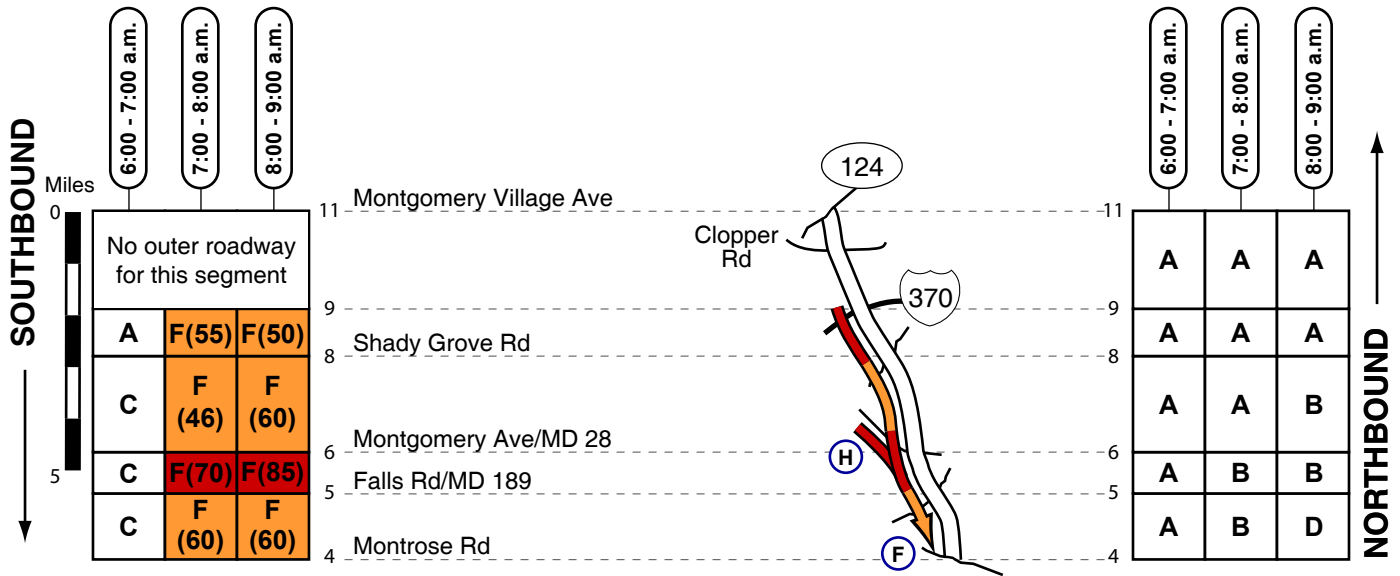 SOUTHBOUND
Miles
0
5
6:00 - 7:00 a.m.
7:00 - 8:00 a.m.
8:00 - 9:00 a.m.
No outer roadway
for this segment
A
F(55)
F(50)
C
F
(46)
F
(60)
C
F(70)
F(85)
C
F
(60)
F
(60)
11
Montgomery Village Ave
9
Shady Grove Rd
8
Montgomery Ave/MD 28
6
Falls Rd/MD 189
5
Montrose Rd
4
124
Clopper
Rd
370
H
F
11
9
8
6
5
4
6:00 - 7:00 a.m.
7:00 - 8:00 a.m.
8:00 - 9:00 a.m.
A
A
A
A
A
A
A
A
B
A
B
B
A
B
D
NORTHBOUND